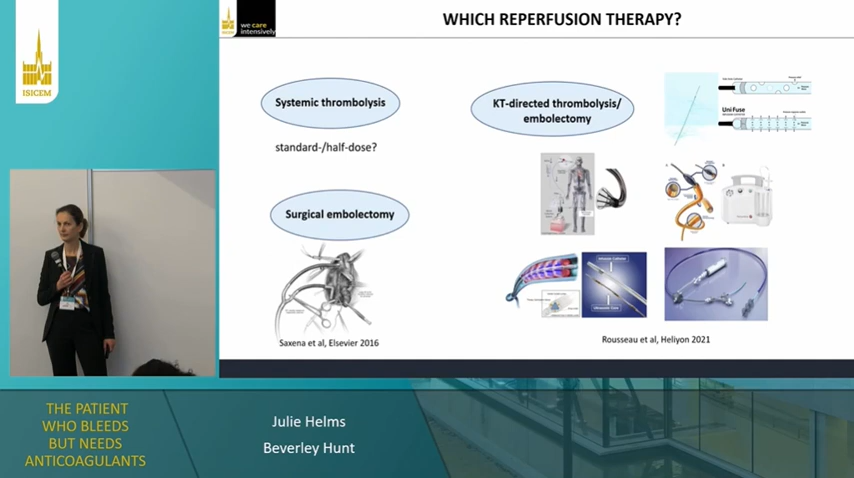 ISICEM
we care
intensively
WHICH REPERFUSION THERAPY?
Systemic thrombolysis
standard-/half-dose?
Surgical embolectomy
Saxena et al, Elsevier 2016
KT-directed thrombolysis/
embolectomy
Uni Fuse
Rousseau et al, Heliyon 2021
THE PATIENT
WHO BLEEDS
BUT NEEDS
ANTICOAGULANTS
Julie Helms
Beverley Hunt